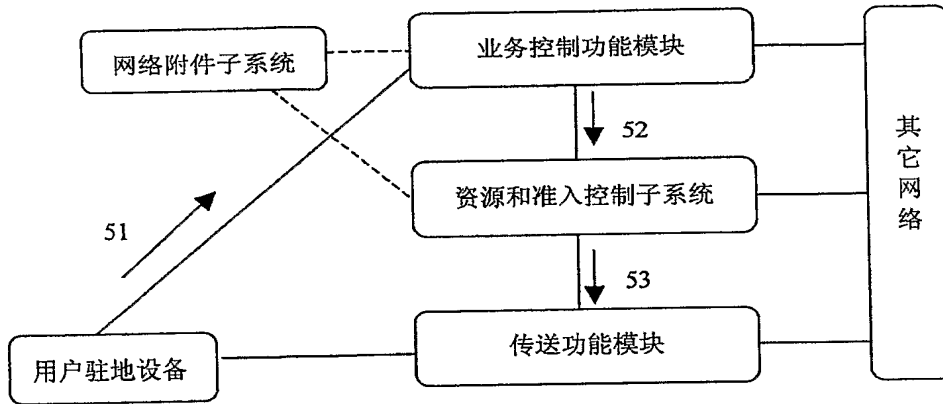 业务控制功能模块
网络附件子系统
52
其它网络
资源和准入控制子系统
51
53
传送功能模块
用户驻地设备